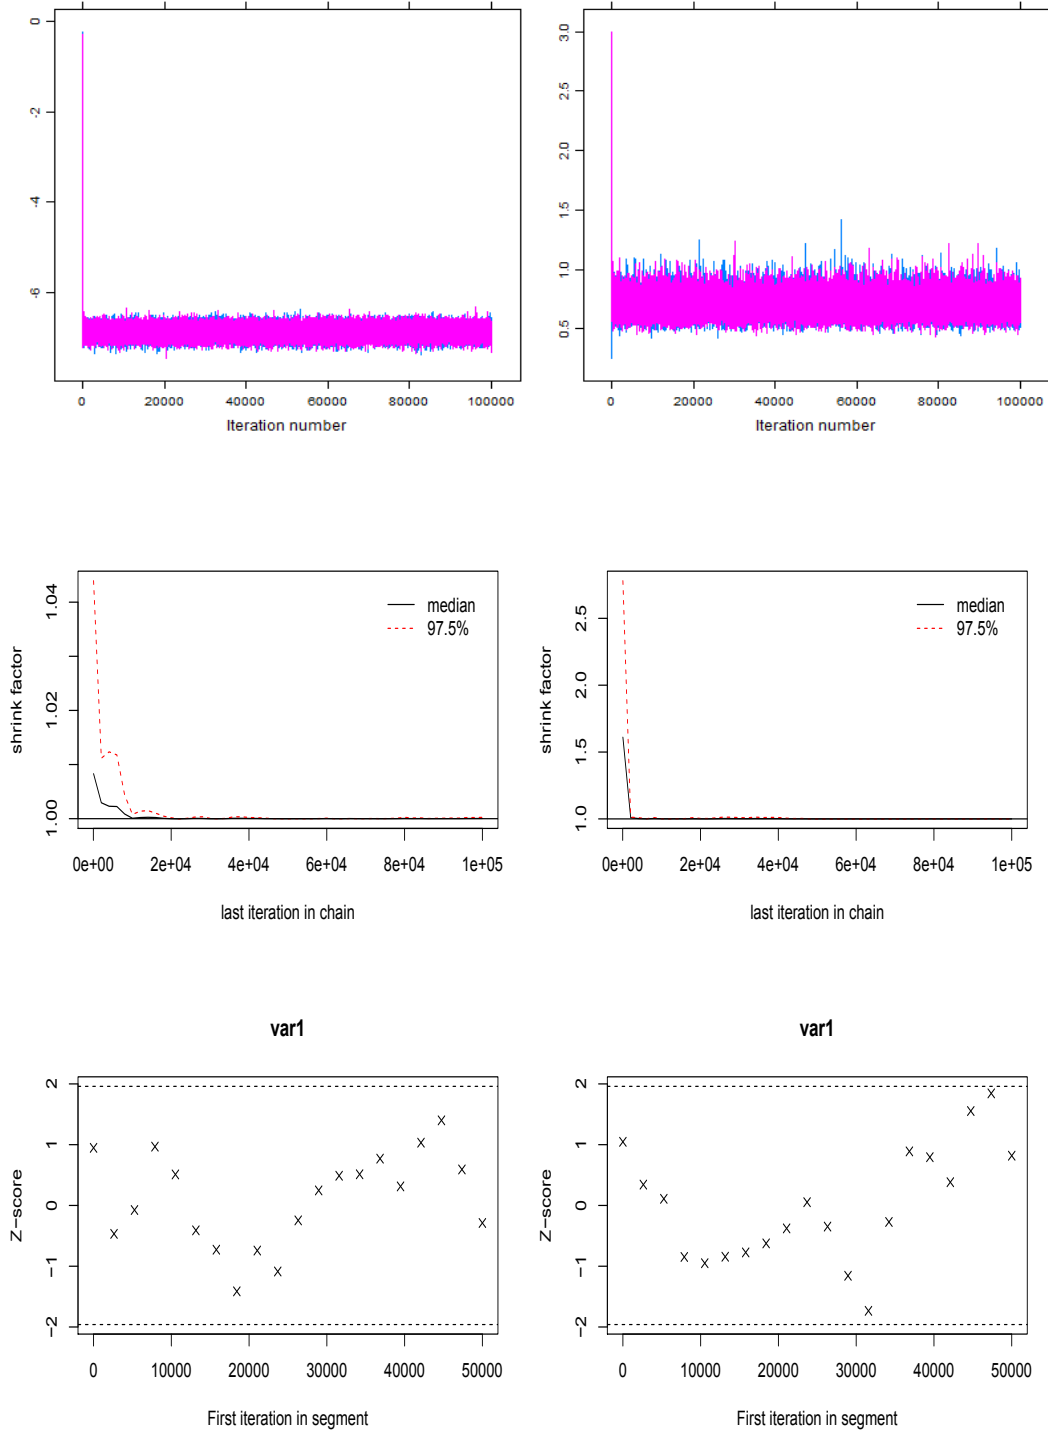 0
-2
-4
-6
0 20000 40000 60000 80000 100000
Iteration number
3.0
2.5
2.0
1.5
1.0
0.5
0 20000 40000 60000 80000 100000
Iteration number
shrink factor
1.04
1.02
1.00
median
97.5%
0e+00 2e+04 4e+04 6e+04 8e+04 1e+05
last iteration in chain
shrink factor
2.5
2.0
1.5
1.0
median
97.5%
0e+00 2e+04 4e+04 6e+04 8e+04 1e+05
last iteration in chain
var1
Z−score
2
1
0
−1
−2
0 10000 20000 30000 40000 50000
First iteration in segment
var1
Z−score
2
1
0
−1
−2
0 10000 20000 30000 40000 50000
First iteration in segment